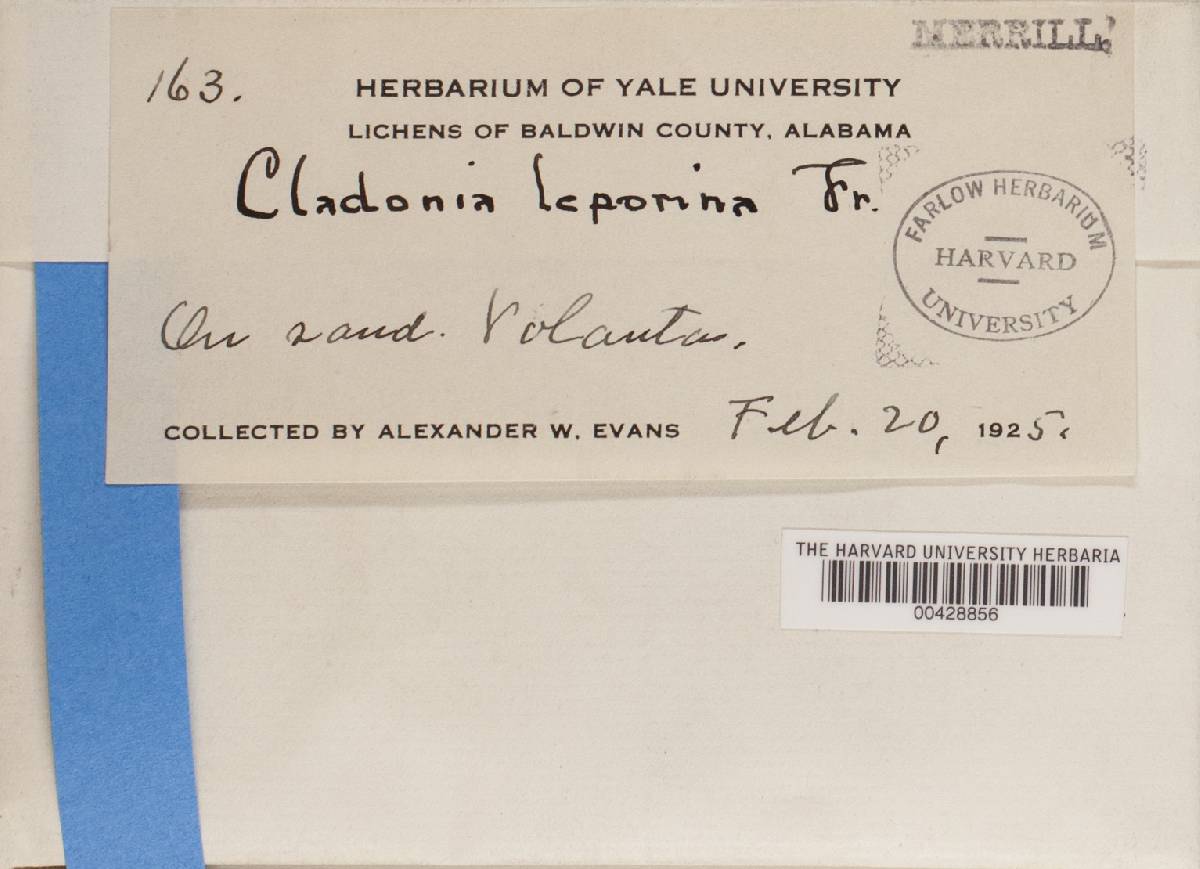 MERRILL!
163.
HERBARIUM OF YALE UNIVERSITY
LICHENS OF BALDWIN COUNTY, ALABAMA
Cladonia leporina Fr.
FARLOW HERBARIUM
HARVARD
UNIVERSITY
On sand. Volanta.
COLLECTED BY ALEXANDER W. EVANS Feb. 20, 1925.
THE HARVARD UNIVERSITY HERBARIA
00428856